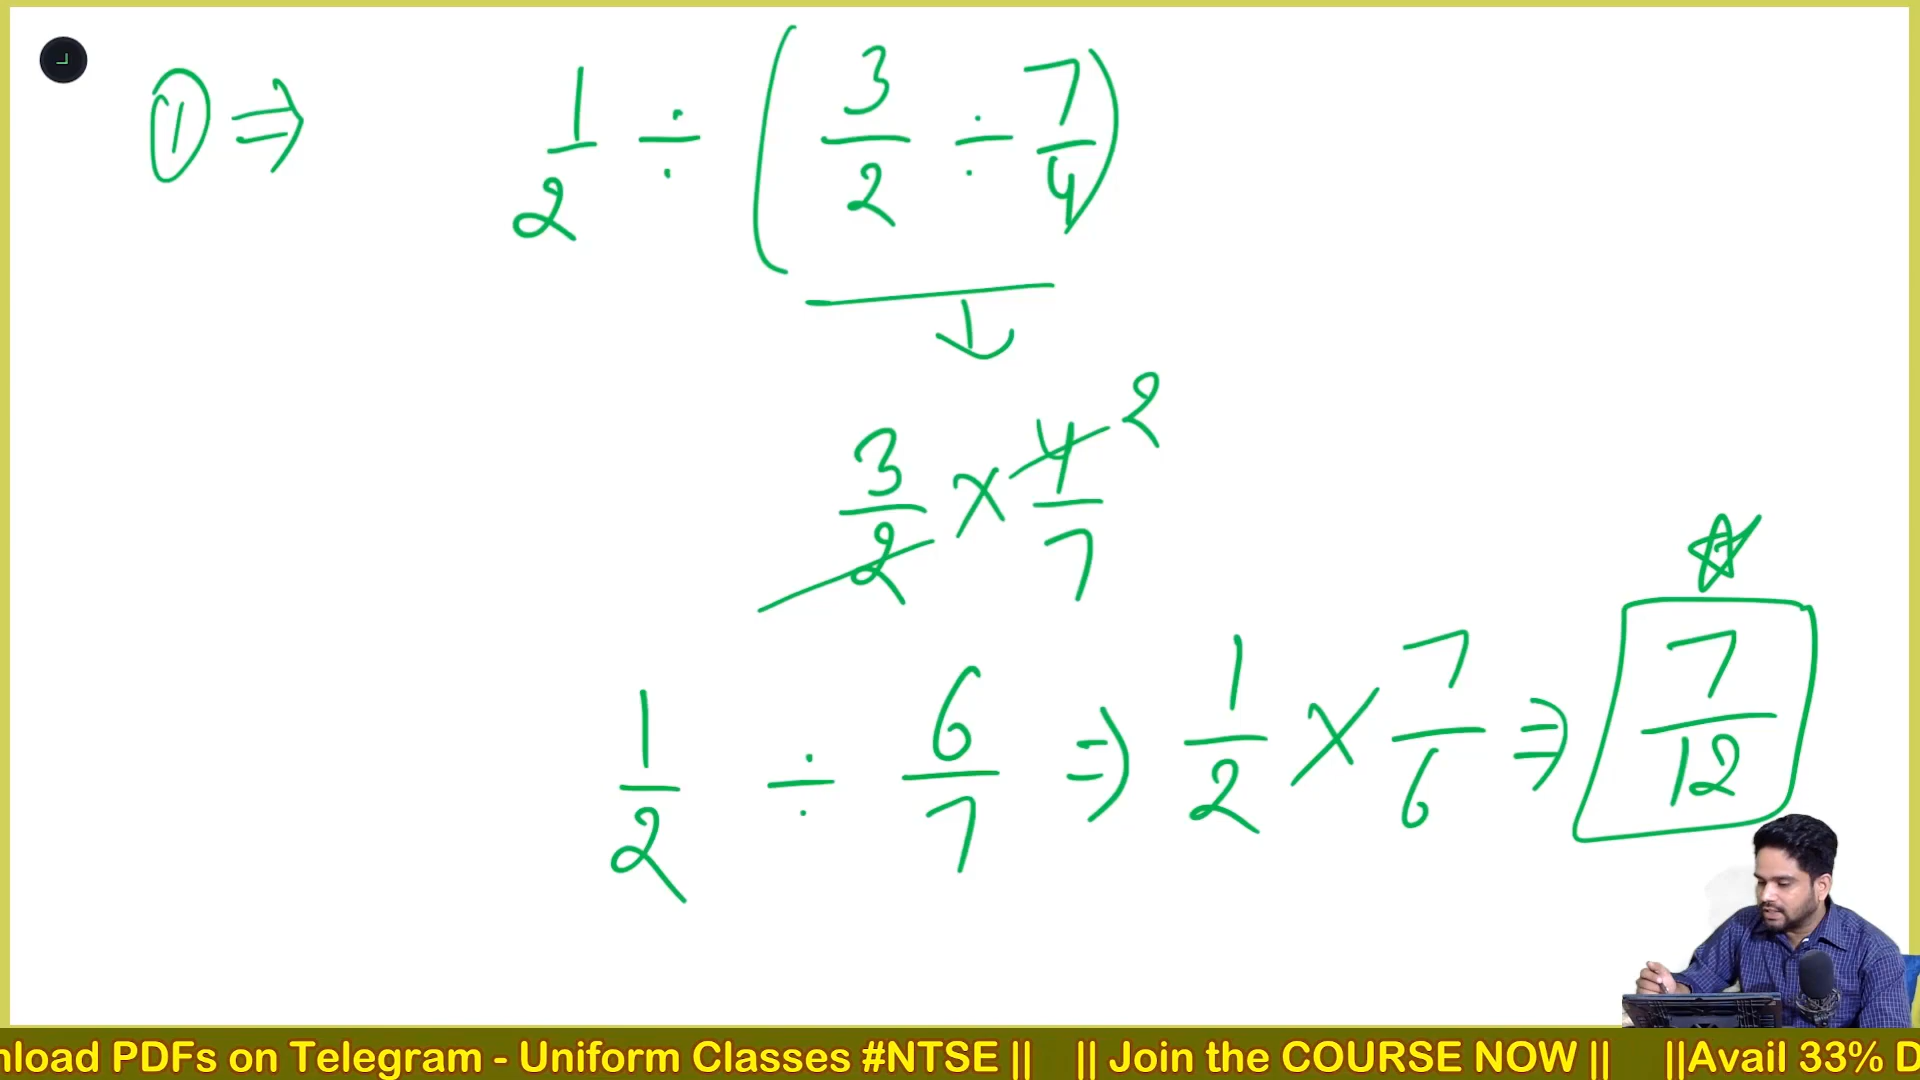 ① ⇒ 1/2 ÷ (3/2 ÷ 7/4)
3/2 × 4/7 2
1/2 ÷ 6/7 ⇒ 1/2 × 7/6 ⇒ 7/12
nload PDFs on Telegram - Uniform Classes #NTSE || || Join the COURSE NOW || ||Avail 33% D